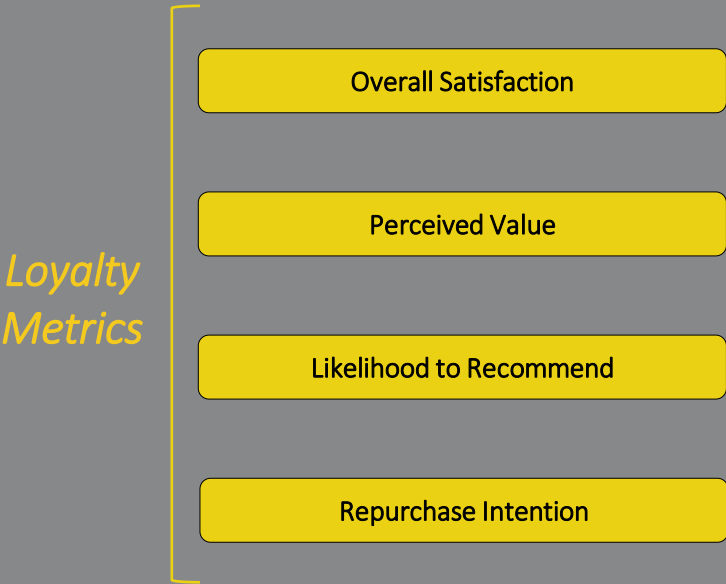 Loyalty
Metrics
Overall Satisfaction
Perceived Value
Likelihood to Recommend
Repurchase Intention